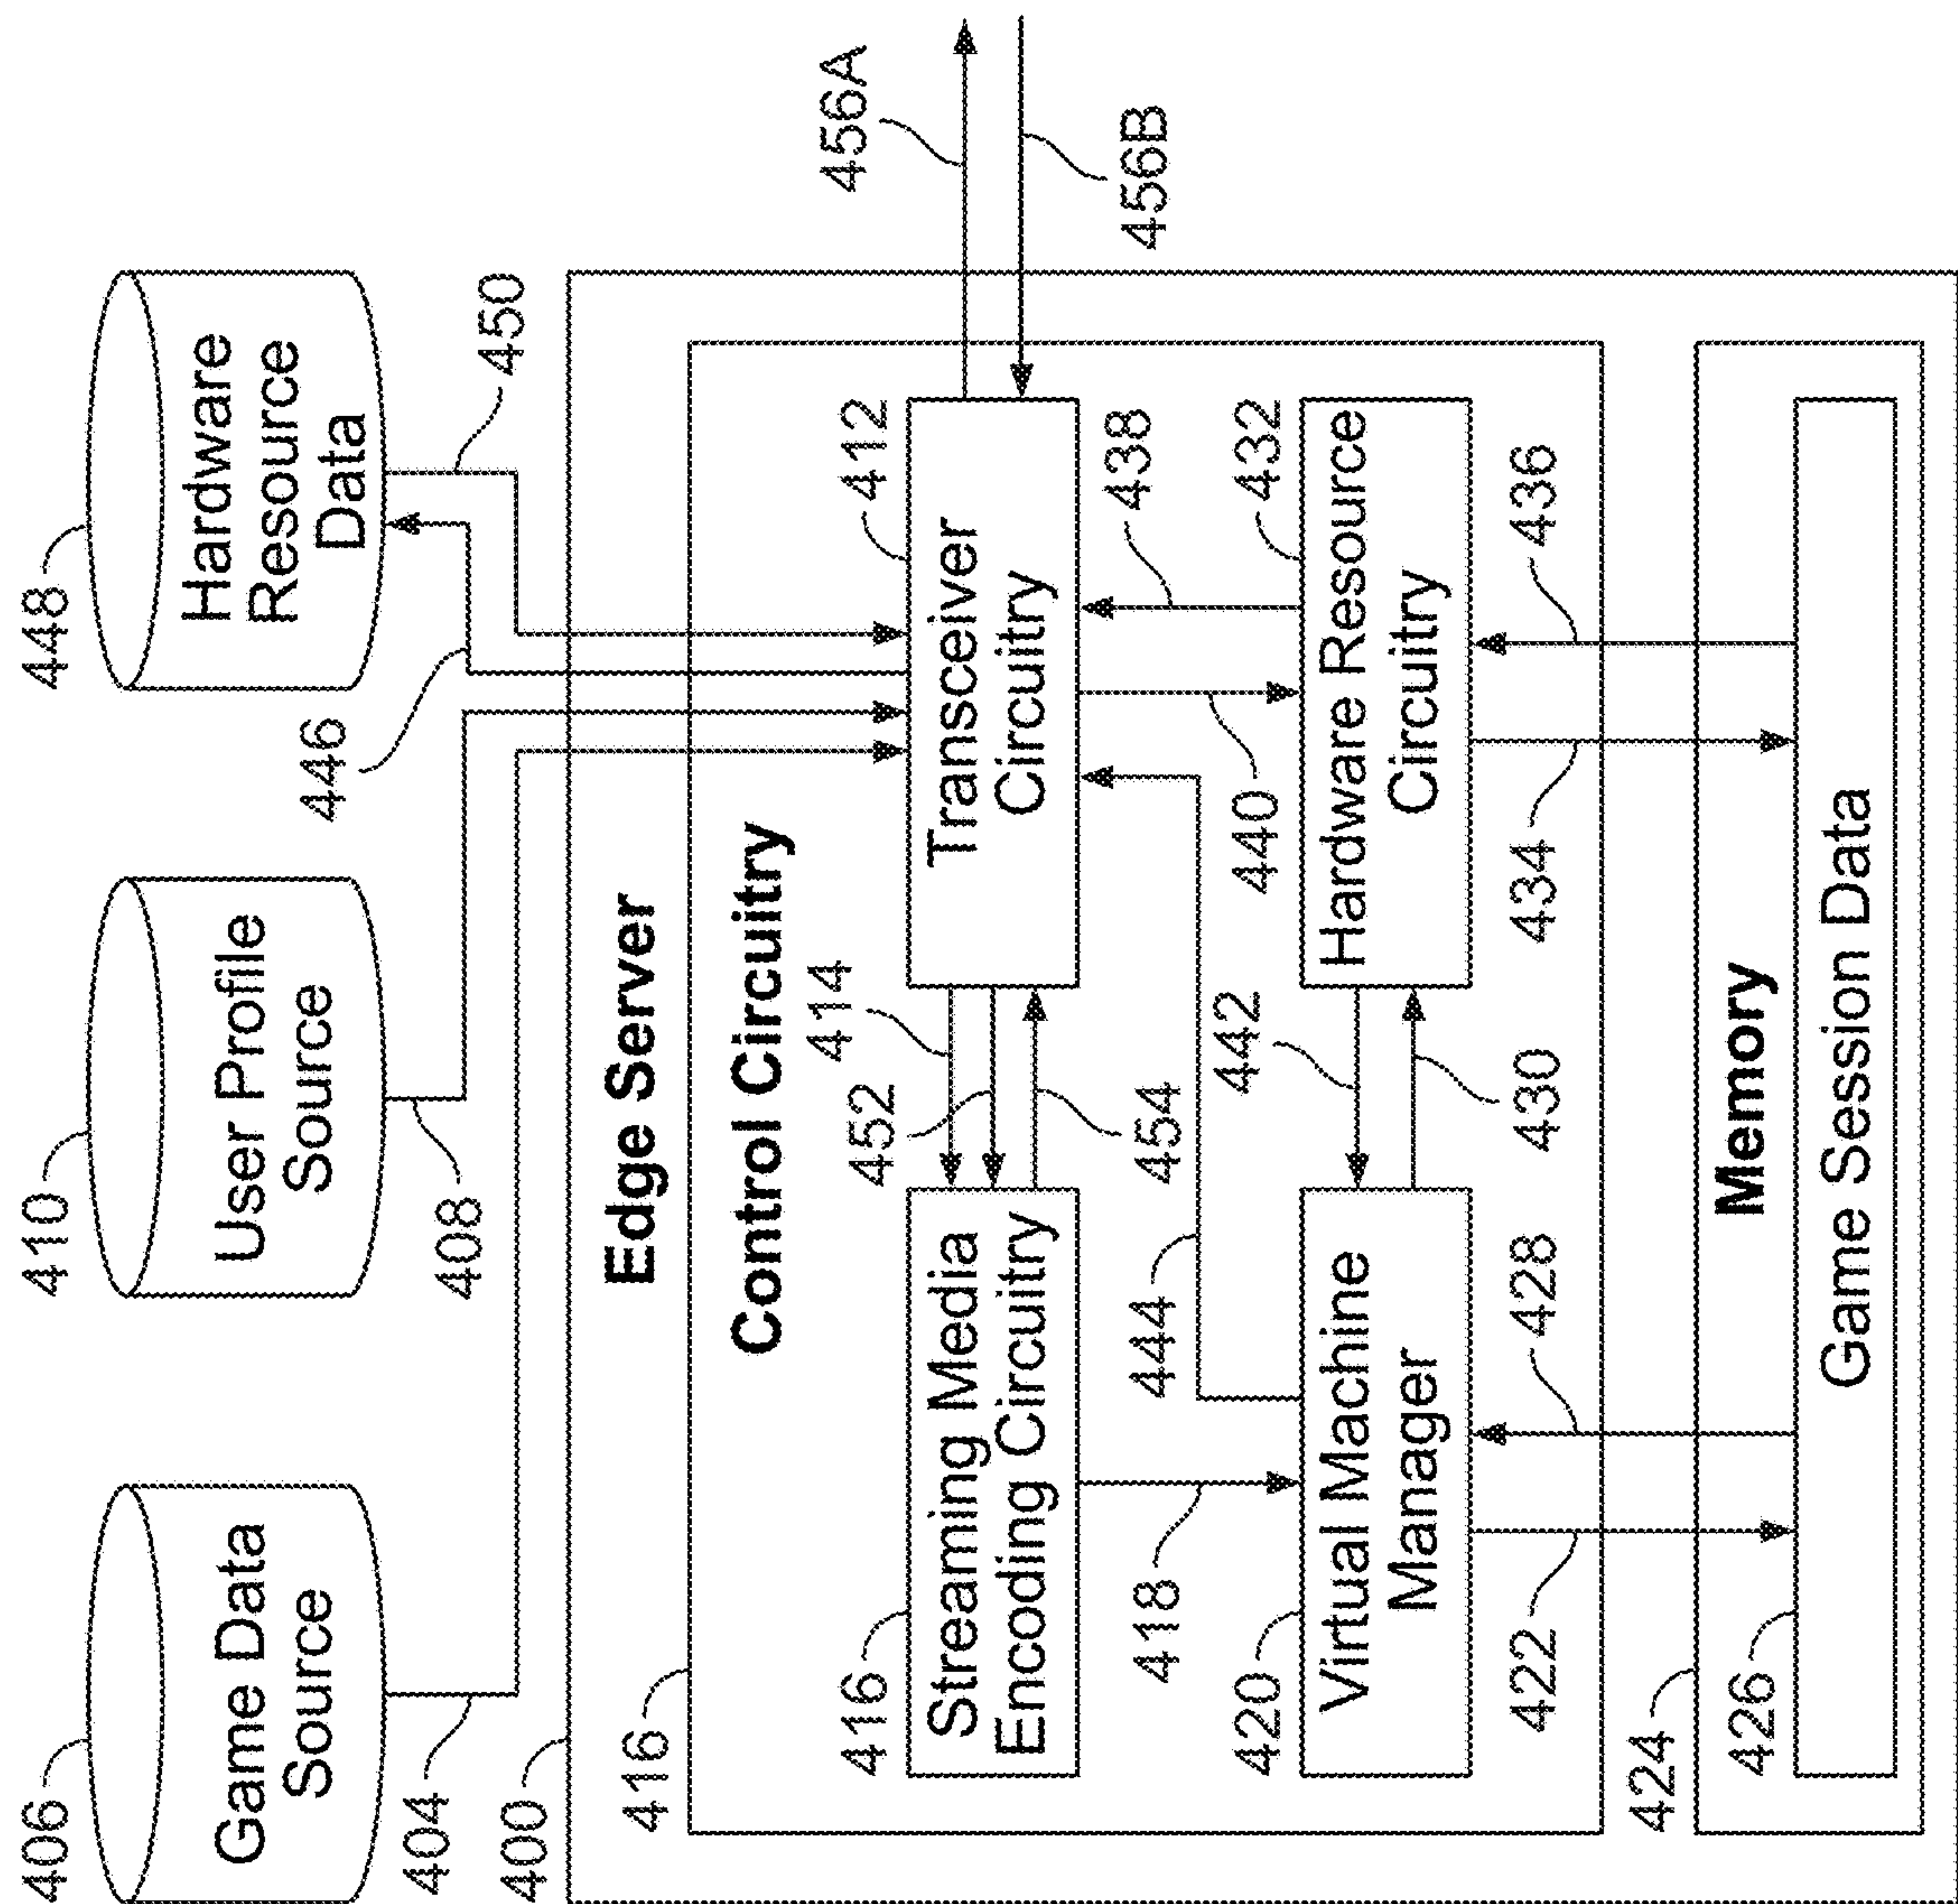 406
410
448
Game Data
Source
User Profile
Source
Hardware
Resource
Data
404
408
446
450
400
Edge Server
416
Control Circuitry
414
456A
416
452
412
Streaming Media
Encoding Circuitry
Transceiver
Circuitry
454
456B
418
444
440
438
420
442
432
Virtual Machine
Manager
Hardware Resource
Circuitry
430
422
428
434
436
424
Memory
426
Game Session Data